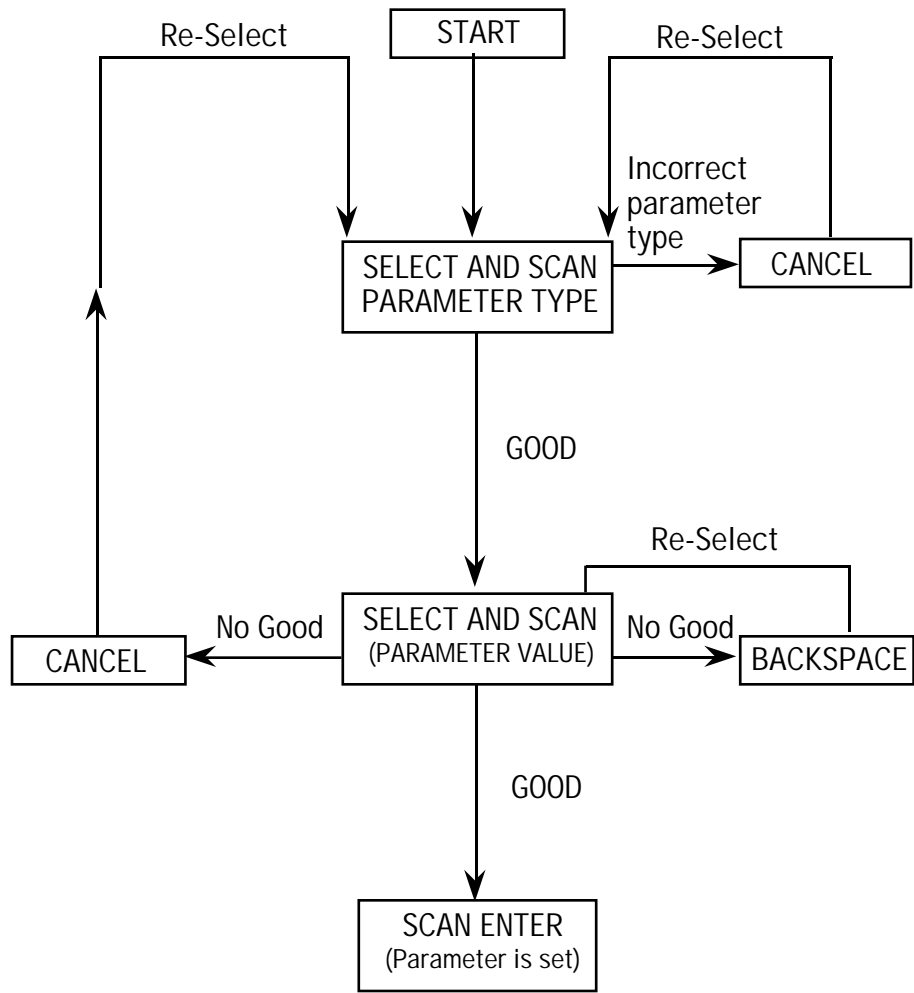 Re-Select
START
Re-Select
Incorrect
parameter
type
SELECT AND SCAN
PARAMETER TYPE
CANCEL
GOOD
Re-Select
SELECT AND SCAN
(PARAMETER VALUE)
No Good
No Good
CANCEL
BACKSPACE
GOOD
SCAN ENTER
(Parameter is set)